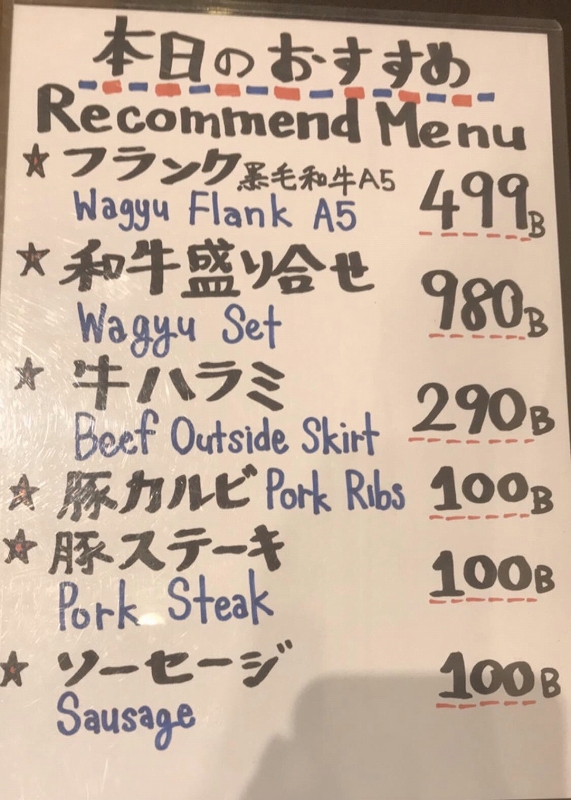 本日のおすすめ
Recommend Menu
★フランク 黒毛和牛A5
Wagyu Flank A5 499B
★和牛盛り合せ
Wagyu Set 980B
★牛ハラミ
Beef Outside Skirt 290B
★豚カルビ Pork Ribs 100B
★豚ステーキ
Pork Steak 100B
★ソーセージ
Sausage 100B